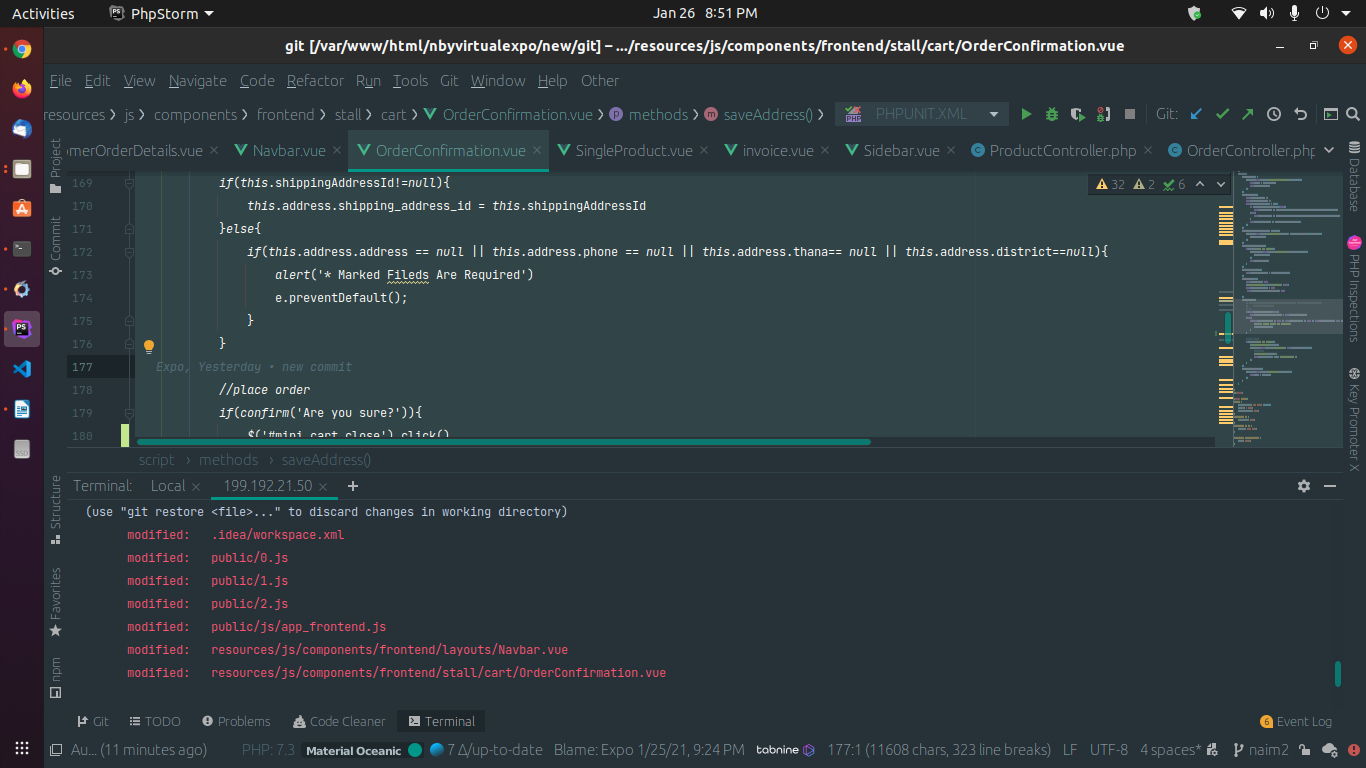 Activities PhpStorm Jan 26 8:51 PM
git [/var/www/html/nbyvirtualexpo/new/git] – .../resources/js/components/frontend/stall/cart/OrderConfirmation.vue
File Edit View Navigate Code Refactor Run Tools Git Window Help Other
resources js components frontend stall cart OrderConfirmation.vue methods saveAddress() PHPUNIT.XML Git:
omerOrderDetails.vue Navbar.vue OrderConfirmation.vue SingleProduct.vue invoice.vue Sidebar.vue ProductController.php OrderController.php
Project
Commit
Structure
Favorites
npm
169 if(this.shippingAddressId!=null){
32 2 6
170 this.address.shipping_address_id = this.shippingAddressId
171 }else{
172 if(this.address.address == null || this.address.phone == null || this.address.thana== null || this.address.district==null){
173 alert('* Marked Fileds Are Required')
174 e.preventDefault();
175 }
176 }
177 Expo, Yesterday • new commit
178 //place order
179 if(confirm('Are you sure?')){
180 $('#mini_cart_close').click()
script › methods › saveAddress()
Database
PHP Inspections
Key Promoter X
Terminal: Local × 199.192.21.50 × +
(use "git restore <file>..." to discard changes in working directory)
modified: .idea/workspace.xml
modified: public/0.js
modified: public/1.js
modified: public/2.js
modified: public/js/app_frontend.js
modified: resources/js/components/frontend/layouts/Navbar.vue
modified: resources/js/components/frontend/stall/cart/OrderConfirmation.vue
Git TODO Problems Code Cleaner Terminal 6 Event Log
Au... (11 minutes ago) PHP: 7.3 Material Oceanic 7 Δ/up-to-date Blame: Expo 1/25/21, 9:24 PM tabnine 177:1 (11608 chars, 323 line breaks) LF UTF-8 4 spaces* naim2